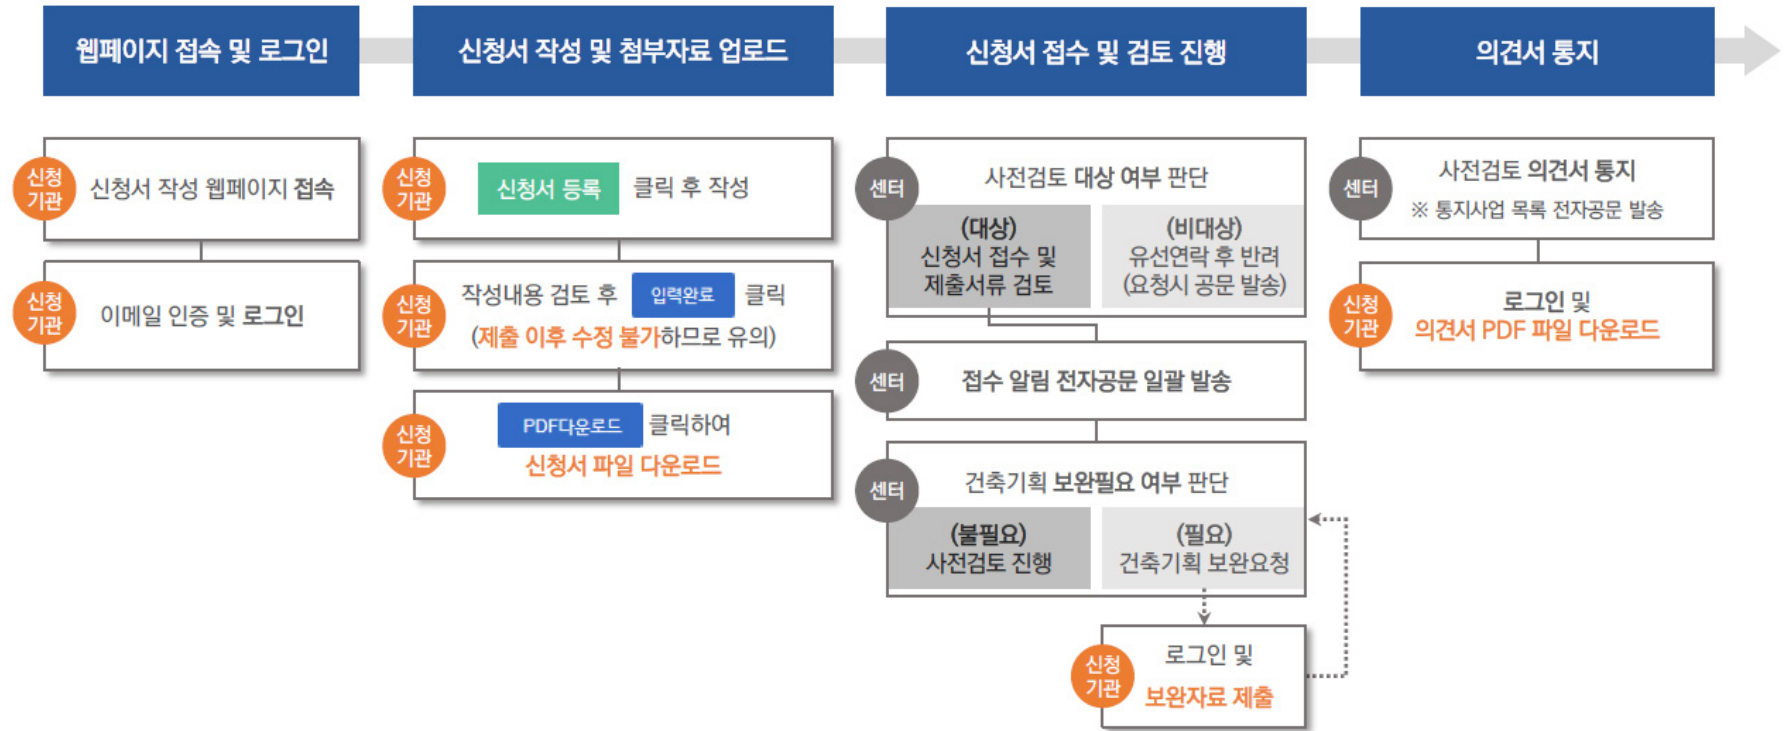 웹페이지 접속 및 로그인
신청서 작성 및 첨부자료 업로드
신청서 접수 및 검토 진행
의견서 통지
신청
기관
신청서 작성 웹페이지 접속
신청
기관
이메일 인증 및 로그인
신청
기관
신청서 등록 클릭 후 작성
신청
기관
작성내용 검토 후 입력완료 클릭
(제출 이후 수정 불가하므로 유의)
신청
기관
PDF다운로드 클릭하여
신청서 파일 다운로드
센터
사전검토 대상 여부 판단
(대상)
신청서 접수 및
제출서류 검토
(비대상)
유선연락 후 반려
(요청시 공문 발송)
센터
접수 알림 전자공문 일괄 발송
센터
건축기획 보완필요 여부 판단
(불필요)
사전검토 진행
(필요)
건축기획 보완요청
신청
기관
로그인 및
보완자료 제출
센터
사전검토 의견서 통지
※ 통지사업 목록 전자공문 발송
신청
기관
로그인 및
의견서 PDF 파일 다운로드